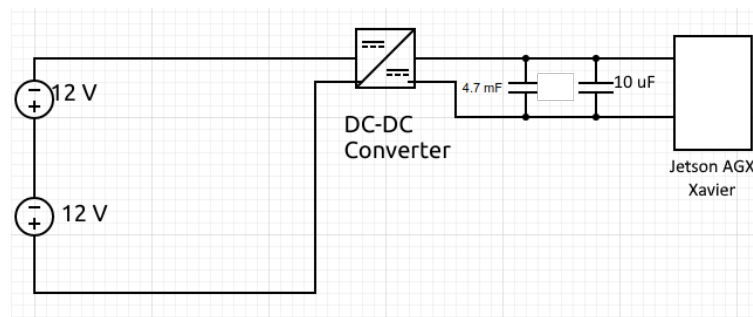 12 V
4.7 mF
10 uF
DC-DC
Converter
Jetson AGX
Xavier
12 V